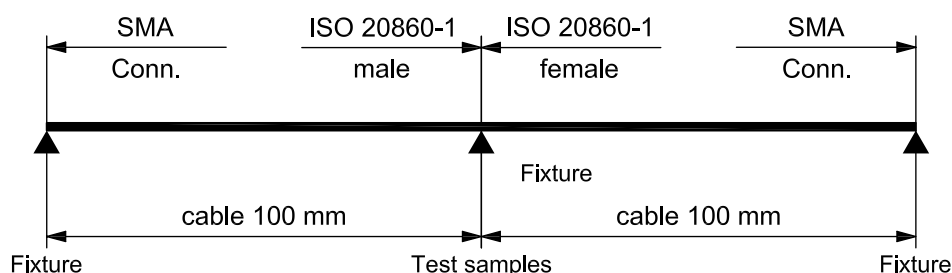 SMA ISO 20860-1 ISO 20860-1 SMA
Conn. male female Conn.
Fixture
cable 100 mm cable 100 mm
Fixture Test samples Fixture